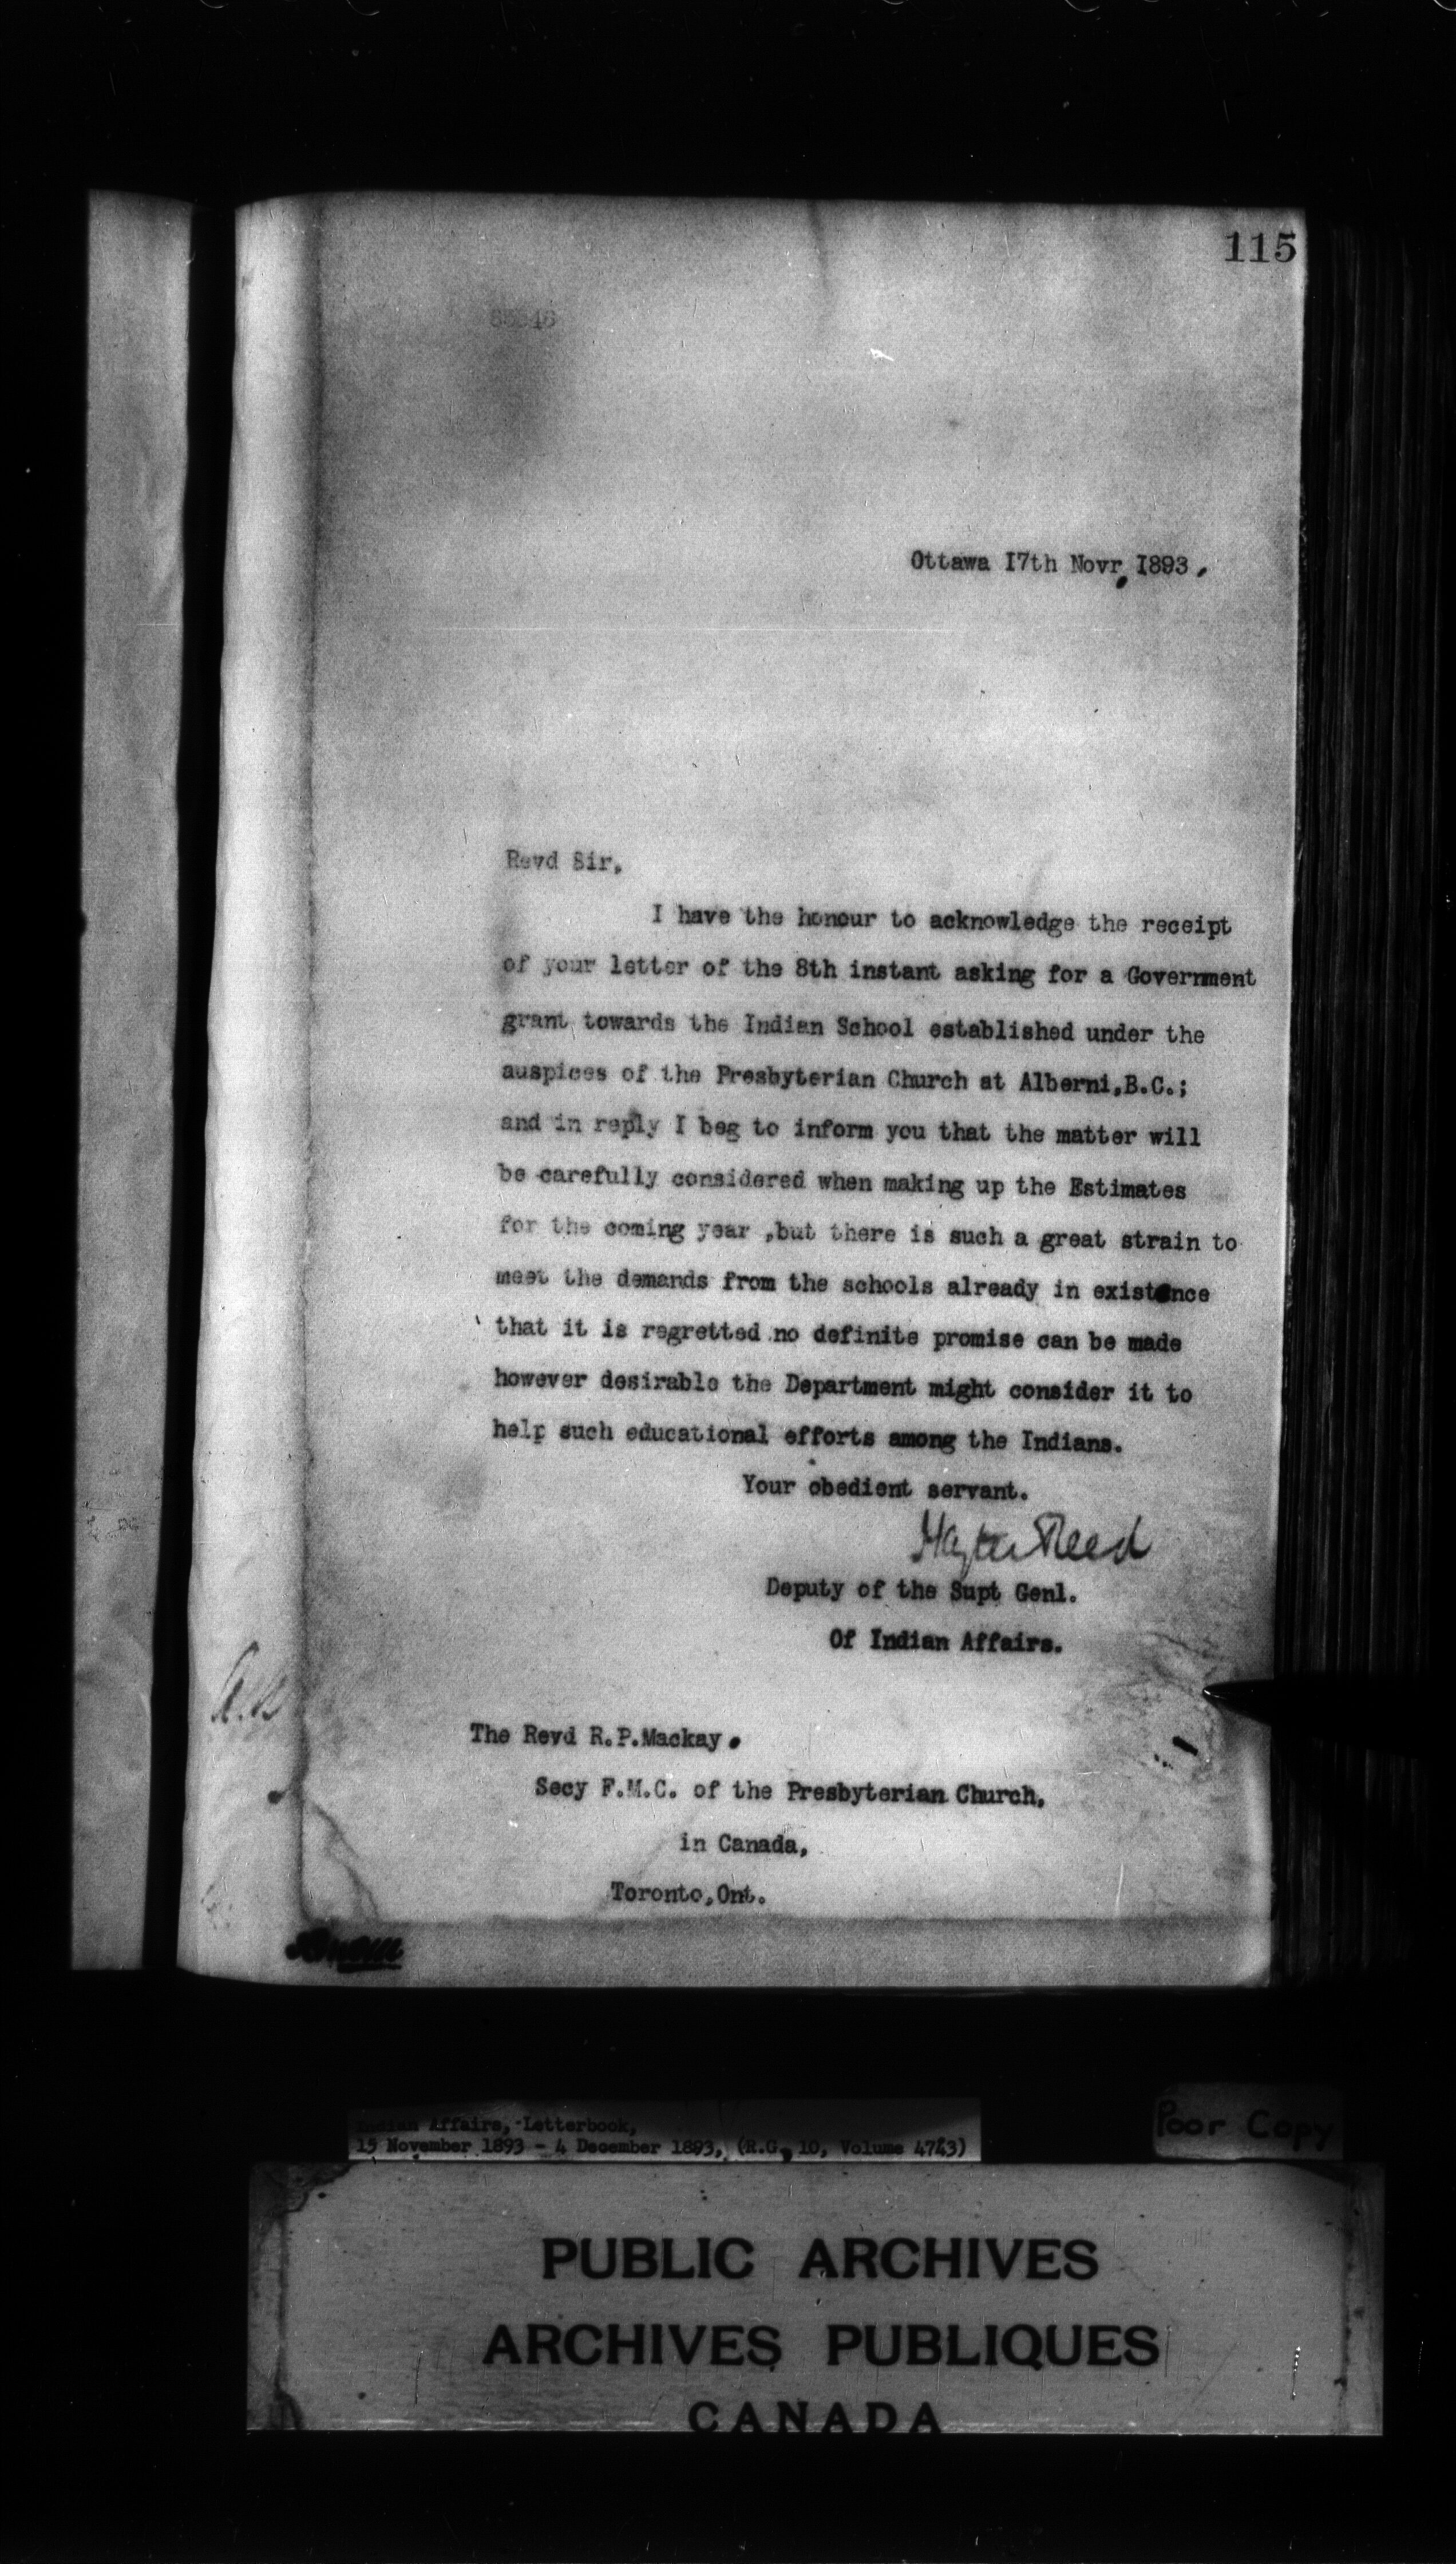 115
Ottawa 17th Novr. 1893.
Revd Sir,
I have the honour to acknowledge the receipt
of your letter of the 8th instant asking for a Government
grant towards the Indian School established under the
auspices of the Presbyterian Church at Alberni,B.C.;
and in reply I beg to inform you that the matter will
be carefully considered when making up the Estimates
for the coming year ,but there is such a great strain to
meet the demands from the schools already in existence
that it is regretted no definite promise can be made
however desirable the Department might consider it to
help such educational efforts among the Indians.
Your obedient servant.
Hayter Reed
Deputy of the Supt Genl.
Of Indian Affairs.
The Revd R.P.Mackay.
Secy F.M.C. of the Presbyterian Church,
in Canada,
Toronto,Ont.
Indian Affairs, Letterbook,
15 November 1893 - 4 December 1893, (R.G. 10, Volume 4743)
Poor Copy
PUBLIC ARCHIVES
ARCHIVES PUBLIQUES
CANADA